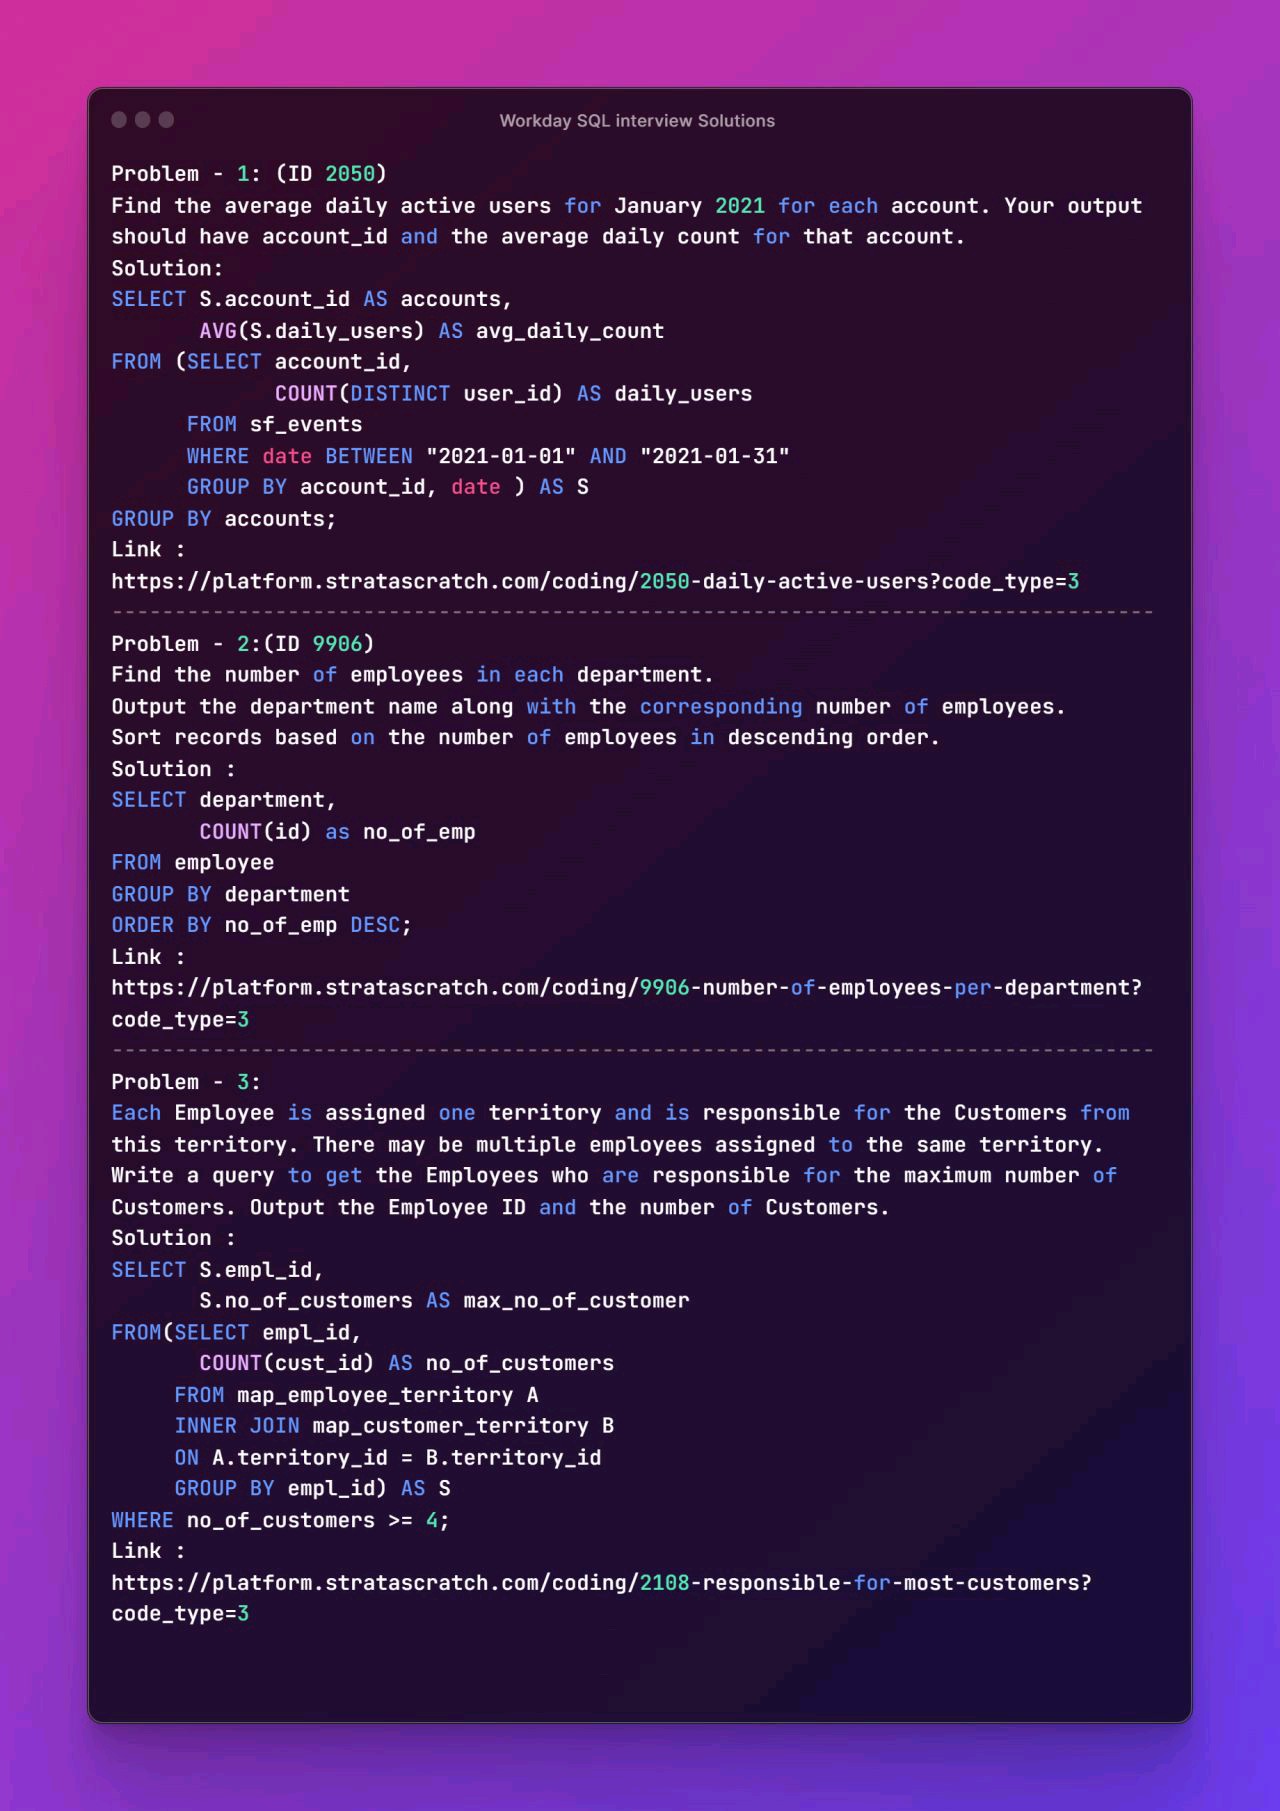 Workday SQL interview Solutions
Problem - 1: (ID 2050)
Find the average daily active users for January 2021 for each account. Your output
should have account_id and the average daily count for that account.
Solution:
SELECT S.account_id AS accounts,
AVG(S.daily_users) AS avg_daily_count
FROM (SELECT account_id,
COUNT(DISTINCT user_id) AS daily_users
FROM sf_events
WHERE date BETWEEN "2021-01-01" AND "2021-01-31"
GROUP BY account_id, date ) AS S
GROUP BY accounts;
Link :
https://platform.stratascratch.com/coding/2050-daily-active-users?code_type=3
-----------------------------------------------------------------------------------
Problem - 2:(ID 9906)
Find the number of employees in each department.
Output the department name along with the corresponding number of employees.
Sort records based on the number of employees in descending order.
Solution :
SELECT department,
COUNT(id) as no_of_emp
FROM employee
GROUP BY department
ORDER BY no_of_emp DESC;
Link :
https://platform.stratascratch.com/coding/9906-number-of-employees-per-department?
code_type=3
-----------------------------------------------------------------------------------
Problem - 3:
Each Employee is assigned one territory and is responsible for the Customers from
this territory. There may be multiple employees assigned to the same territory.
Write a query to get the Employees who are responsible for the maximum number of
Customers. Output the Employee ID and the number of Customers.
Solution :
SELECT S.empl_id,
S.no_of_customers AS max_no_of_customer
FROM(SELECT empl_id,
COUNT(cust_id) AS no_of_customers
FROM map_employee_territory A
INNER JOIN map_customer_territory B
ON A.territory_id = B.territory_id
GROUP BY empl_id) AS S
WHERE no_of_customers >= 4;
Link :
https://platform.stratascratch.com/coding/2108-responsible-for-most-customers?
code_type=3